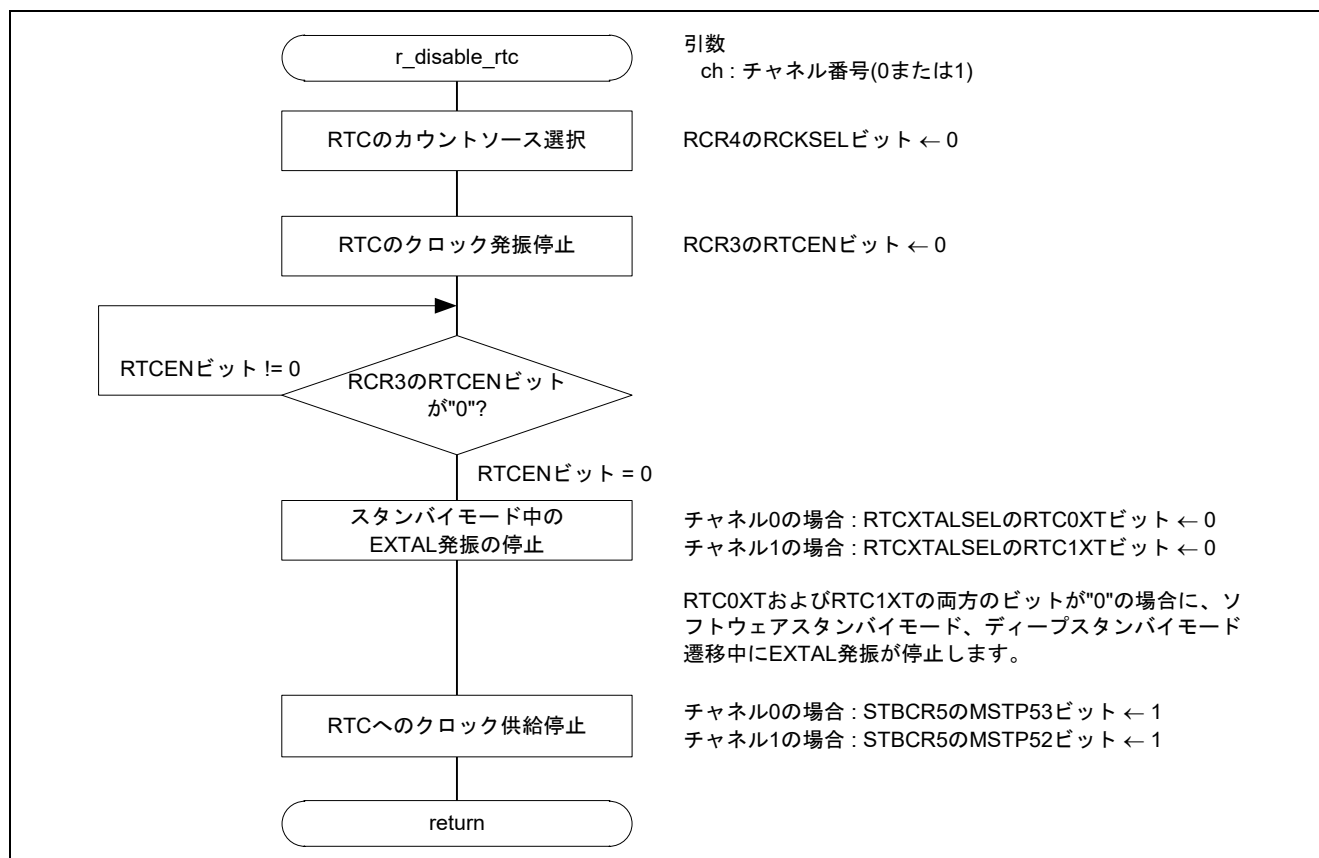 r_disable_rtc
引数
ch : チャネル番号(0または1)
RTCのカウントソース選択
RCR4のRCKSELビット ← 0
RTCのクロック発振停止
RCR3のRTCENビット ← 0
RTCENビット != 0
RCR3のRTCENビット
が"0"?
RTCENビット = 0
スタンバイモード中の
EXTAL発振の停止
チャネル0の場合 : RTCXTALSELのRTC0XTビット ← 0
チャネル1の場合 : RTCXTALSELのRTC1XTビット ← 0
RTC0XTおよびRTC1XTの両方のビットが"0"の場合に、ソ
フトウェアスタンバイモード、ディープスタンバイモード
遷移中にEXTAL発振が停止します。
RTCへのクロック供給停止
チャネル0の場合 : STBCR5のMSTP53ビット ← 1
チャネル1の場合 : STBCR5のMSTP52ビット ← 1
return